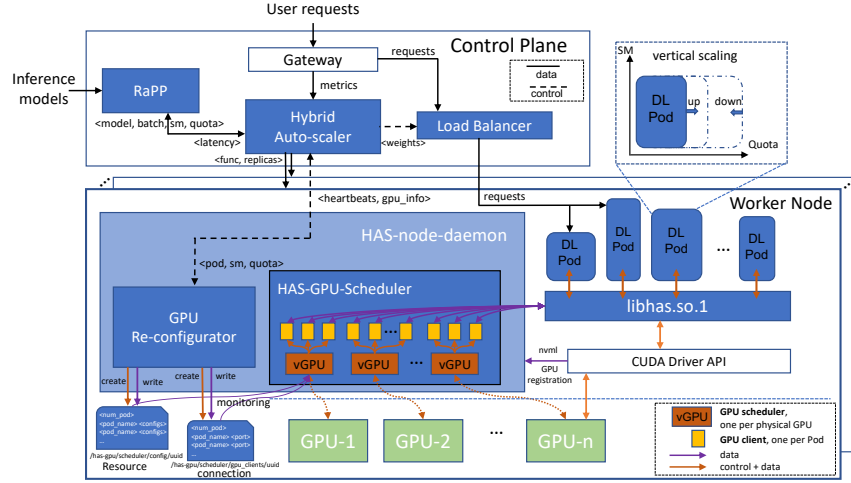 User requests
Control Plane
Gateway
requests
data
control
metrics
Inference
models
RaPP
Hybrid
Auto-scaler
Load Balancer
<model, batch, sm, quota>
<latency>
<weights>
<func, replicas>
SM
vertical scaling
DL
Pod
up
down
Quota
requests
Worker Node
<heartbeats, gpu_info>
HAS-node-daemon
DL
Pod
DL
Pod
DL
Pod
...
DL
Pod
<pod, sm, quota>
HAS-GPU-Scheduler
libhas.so.1
GPU
Re-configurator
...
vGPU
vGPU
...
vGPU
nvml
GPU
registration
CUDA Driver API
create
write
create
write
monitoring
<num_pod>
<pod_name> <configs>
<pod_name> <configs>
...
/has-gpu/scheduler/config/uuid
Resource
<num_pod>
<pod_name> <port>
<pod_name> <port>
...
/has-gpu/scheduler/gpu_clients/uuid
connection
GPU-1
GPU-2
...
GPU-n
vGPU
GPU scheduler,
one per physical GPU
GPU client, one per Pod
data
control + data